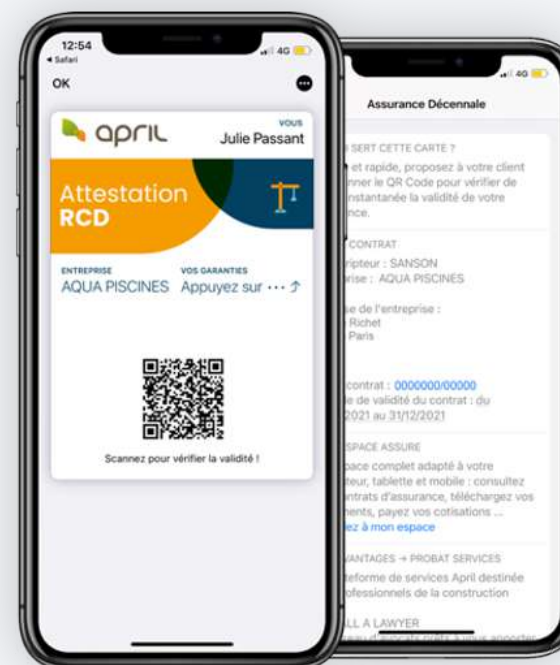 12:54
4G
Safari
OK
april
VOUS
Julie Passant
Attestation
RCD
ENTREPRISE
VOS GARANTIES
AQUA PISCINES
Appuyez sur ··· ↗
Scannez pour vérifier la validité !
4G
Assurance Décennale
SERT CETTE CARTE ?
et rapide, proposez à votre client
nner le QR Code pour vérifier de
nstantanée la validité de votre
nce.
CONTRAT
ripteur : SANSON
rise : AQUA PISCINES
se de l'entreprise :
Richet
Paris
contrat : 0000000/00000
de de validité du contrat : du
2021 au 31/12/2021
SPACE ASSURE
pace complet adapté à votre
teur, tablette et mobile : consultez
ntrats d'assurance, téléchargez vos
ments, payez vos cotisations ...
ez à mon espace
VANTAGES → PROBAT SERVICES
teforme de services April destinée
ofessionnels de la construction
LL A LAWYER